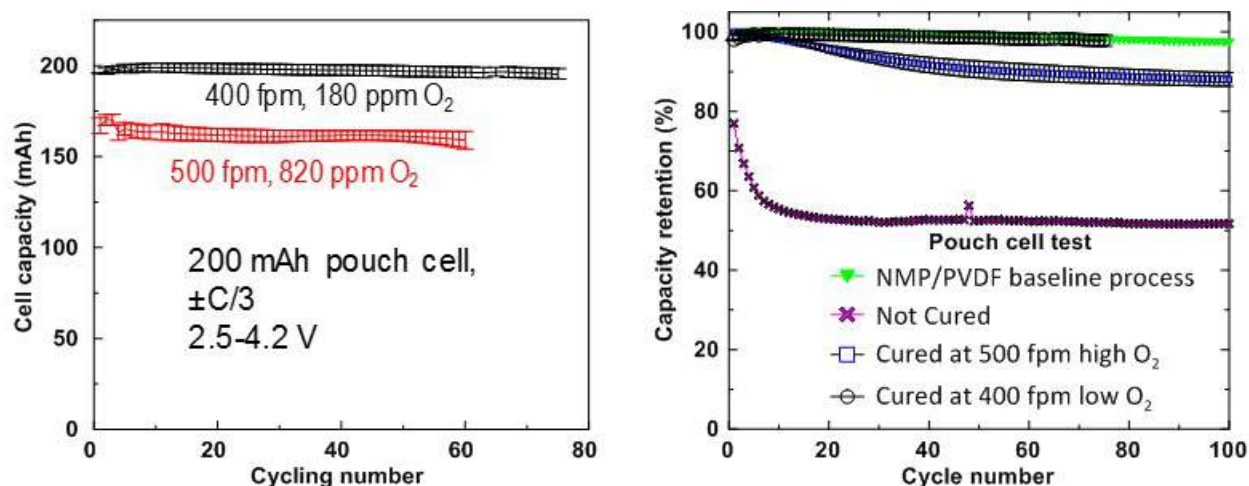 Cell capacity (mAh)
200
150
100
50
0
400 fpm, 180 ppm O₂
500 fpm, 820 ppm O₂
200 mAh pouch cell,
±C/3
2.5-4.2 V
0 20 40 60 80
Cycling number
Capacity retention (%)
100
80
60
40
20
0
Pouch cell test
NMP/PVDF baseline process
Not Cured
Cured at 500 fpm high O₂
Cured at 400 fpm low O₂
0 20 40 60 80 100
Cycle number